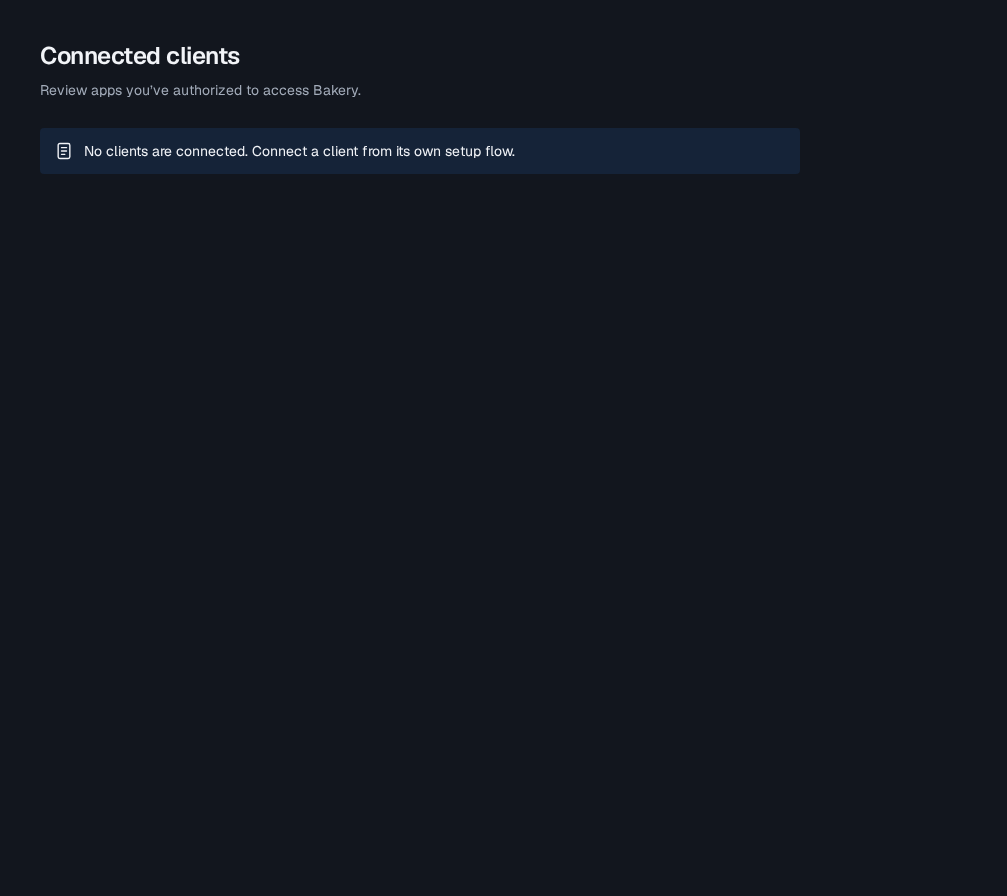 Connected clients
Review apps you've authorized to access Bakery.
No clients are connected. Connect a client from its own setup flow.